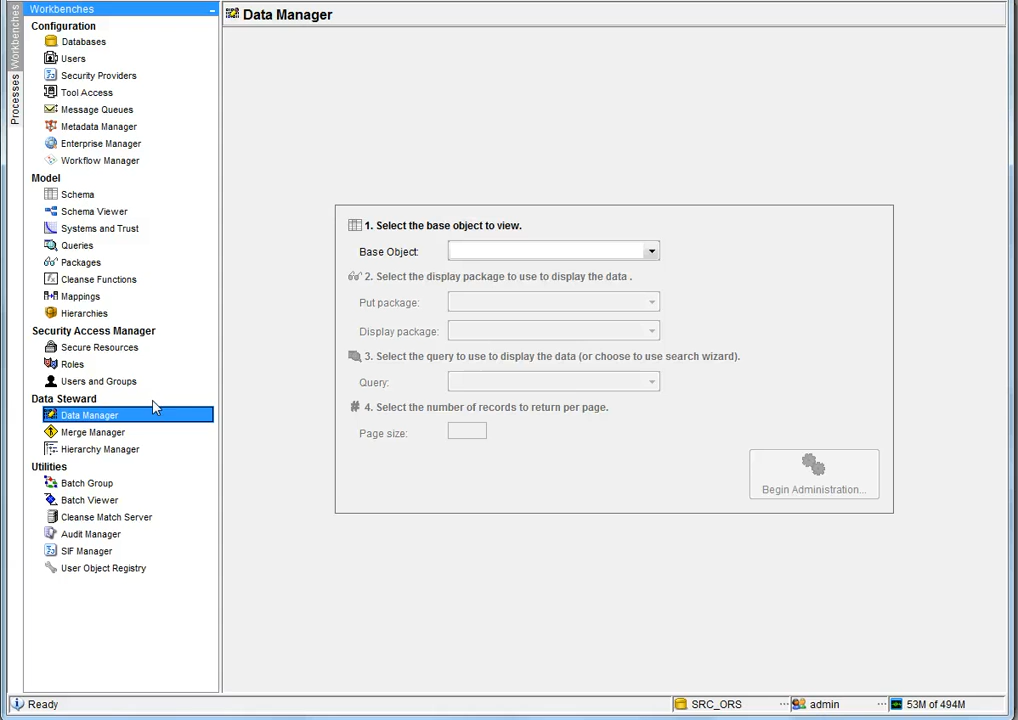 Workbenches
Processes
Workbenches
Configuration
Databases
Users
Security Providers
Tool Access
Message Queues
Metadata Manager
Enterprise Manager
Workflow Manager
Model
Schema
Schema Viewer
Systems and Trust
Queries
Packages
Cleanse Functions
Mappings
Hierarchies
Security Access Manager
Secure Resources
Roles
Users and Groups
Data Steward
Data Manager
Merge Manager
Hierarchy Manager
Utilities
Batch Group
Batch Viewer
Cleanse Match Server
Audit Manager
SIF Manager
User Object Registry
Data Manager
1. Select the base object to view.
Base Object:
2. Select the display package to use to display the data .
Put package:
Display package:
3. Select the query to use to display the data (or choose to use search wizard).
Query:
# 4. Select the number of records to return per page.
Page size:
Begin Administration...
Ready
SRC_ORS ...
admin ...
53M of 494M